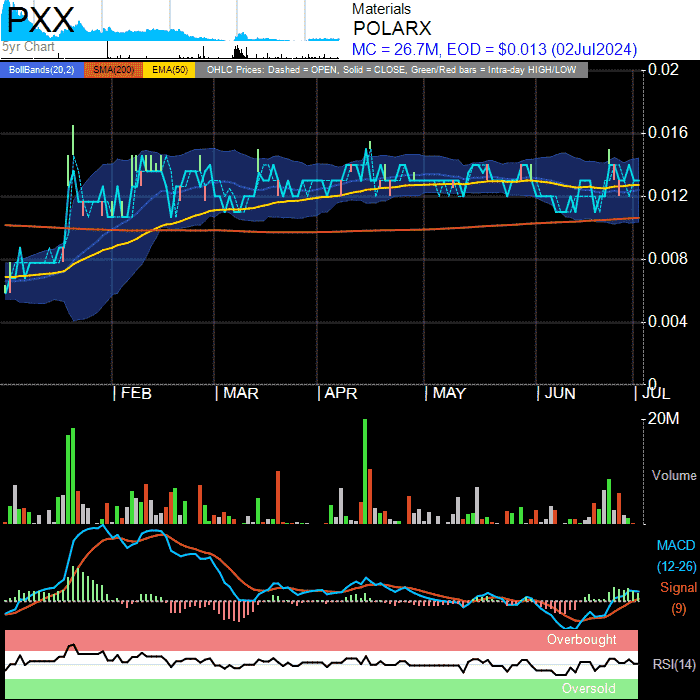 PXX
5yr Chart
Materials
POLARX
MC = 26.7M, EOD = $0.013 (02Jul2024)
BollBands(20,2) SMA(200) EMA(50) OHLC Prices: Dashed = OPEN, Solid = CLOSE, Green/Red bars = Intra-day HIGH/LOW
0.02
0.016
0.012
0.008
0.004
0
FEB MAR APR MAY JUN JUL
20M
Volume
MACD
(12-26)
Signal
(9)
Overbought
RSI(14)
Oversold